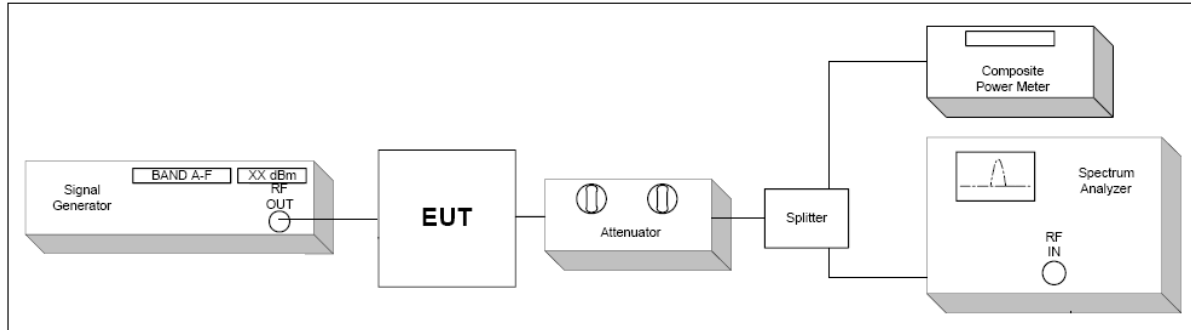 Signal
Generator
BAND A-F
XX dBm
RF
OUT
EUT
Attenuator
Splitter
Composite
Power Meter
Spectrum
Analyzer
RF
IN